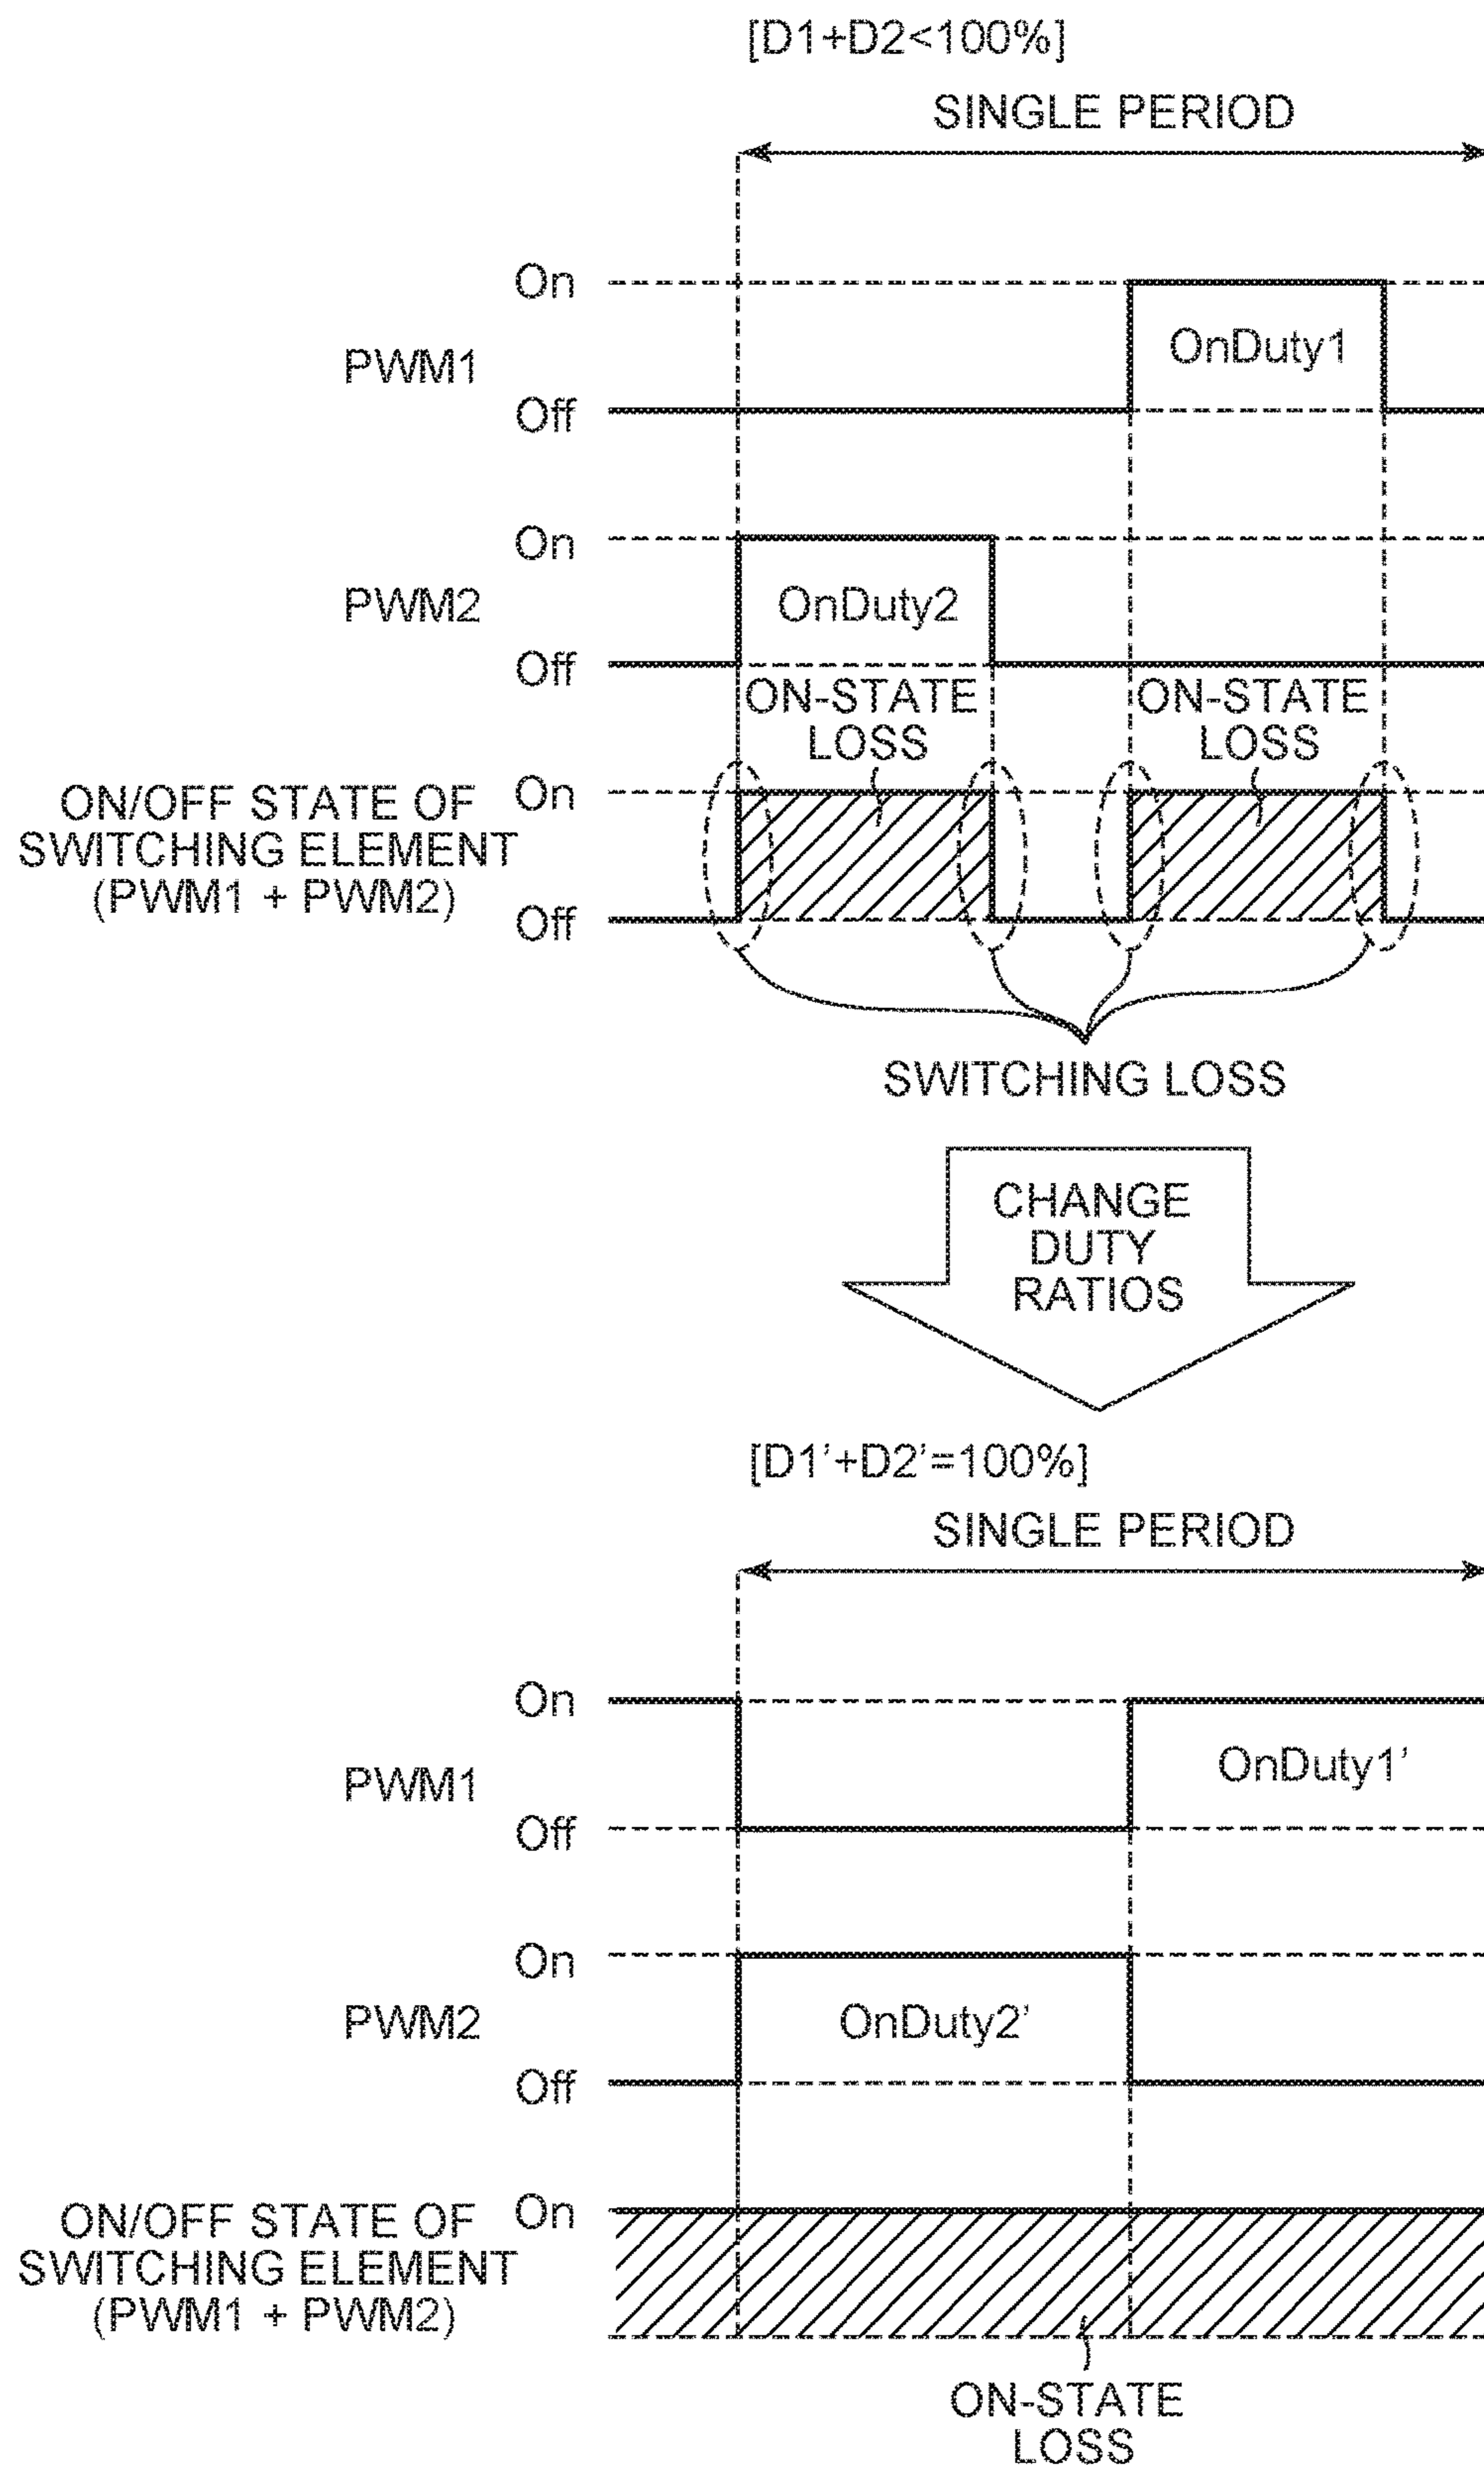 [D1+D2<100%]
SINGLE PERIOD
On
PWM1
OnDuty1
Off
On
PWM2
OnDuty2
Off
ON-STATE
LOSS
ON-STATE
LOSS
ON/OFF STATE OF
SWITCHING ELEMENT
(PWM1 + PWM2)
On
Off
SWITCHING LOSS
CHANGE
DUTY
RATIOS
[D1’+D2’=100%]
SINGLE PERIOD
On
PWM1
OnDuty1’
Off
On
PWM2
OnDuty2’
Off
ON/OFF STATE OF
SWITCHING ELEMENT
(PWM1 + PWM2)
On
ON-STATE
LOSS